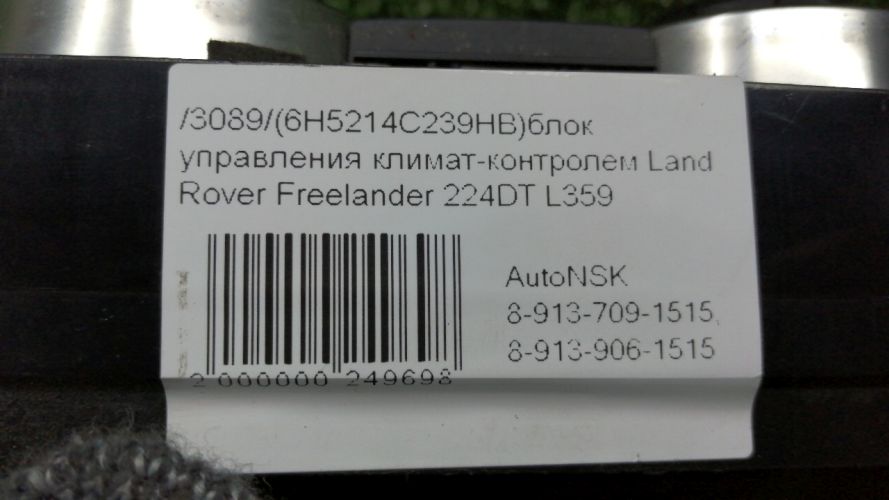 /3089/(6H5214C239HB)блок
управления климат-контролем Land
Rover Freelander 224DT L359
AutoNSK
8-913-709-1515,
8-913-906-1515
2 000000 249698